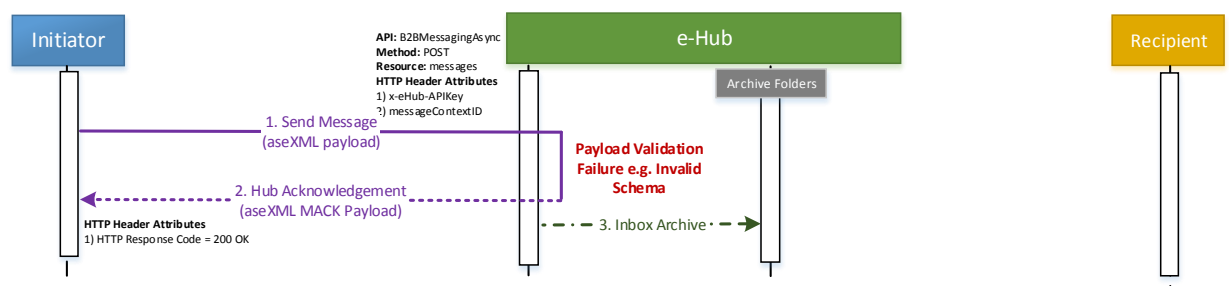 Initiator
API: B2BMessagingAsync
Method: POST
Resource: messages
HTTP Header Attributes
1) x-eHub-APIKey
2) messageContextID
e-Hub
Archive Folders
Recipient
1. Send Message
(aseXML payload)
Payload Validation
Failure e.g. Invalid
Schema
2. Hub Acknowledgement
(aseXML MACK Payload)
HTTP Header Attributes
1) HTTP Response Code = 200 OK
3. Inbox Archive